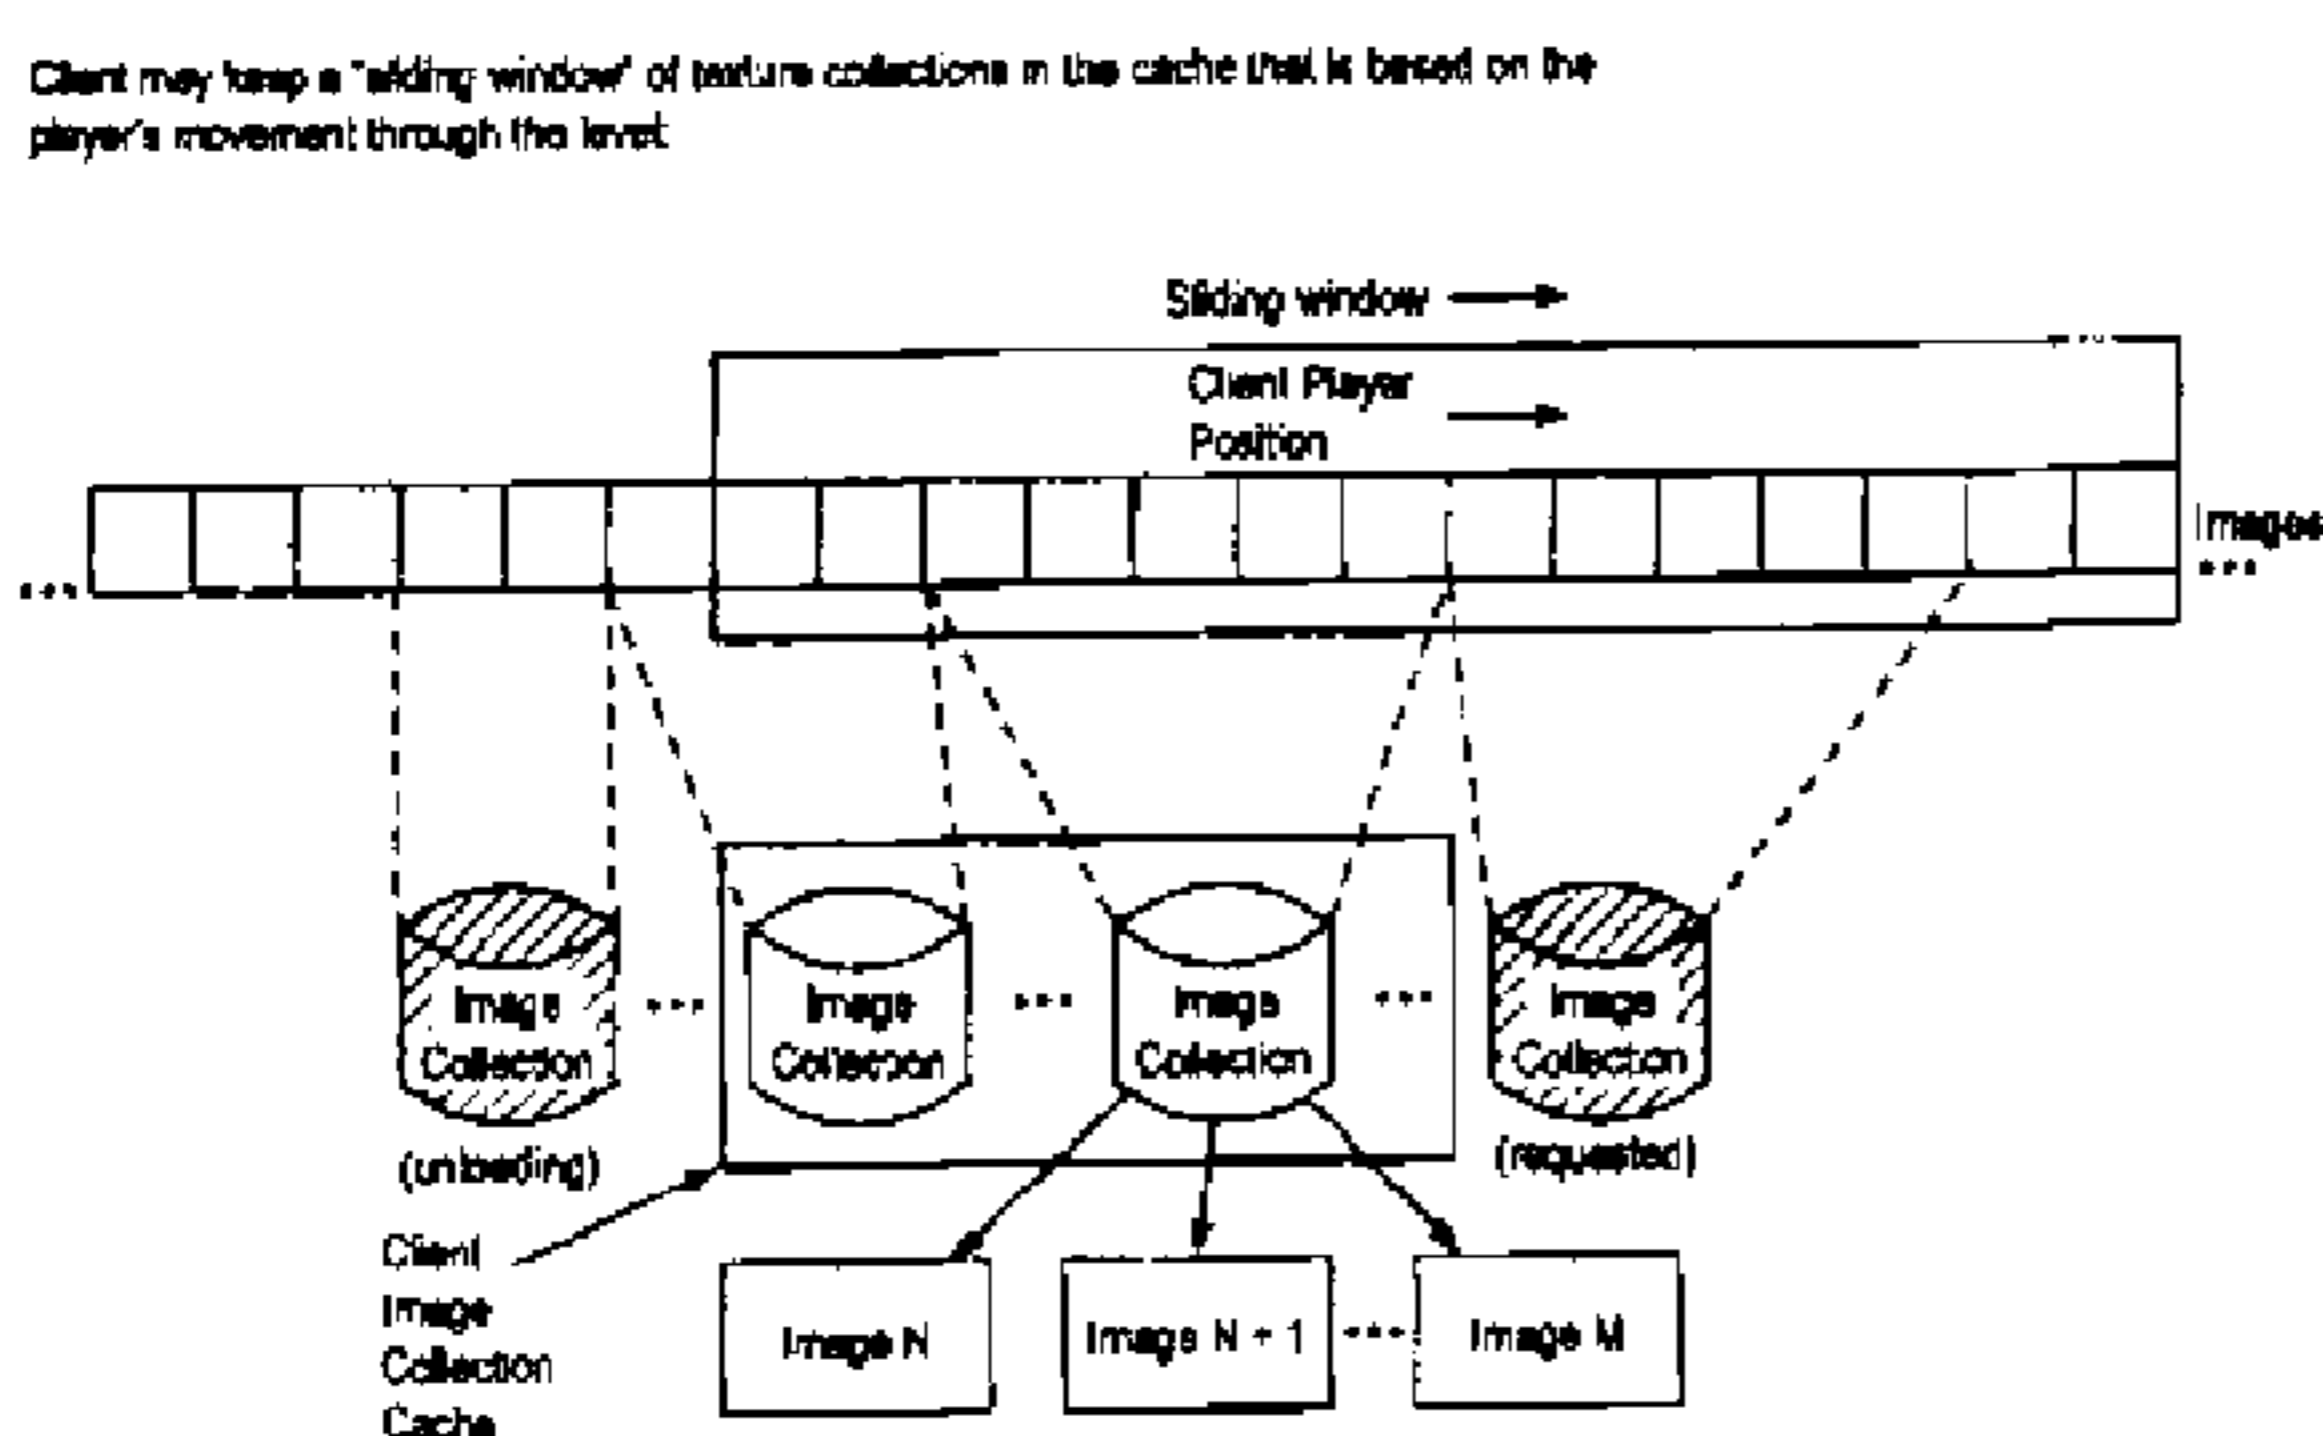 Client may keep a "sliding window" of texture collections in the cache that is based on the
player's movement through the level.
Sliding window
Client Player
Position
Images
...
...
Image
Collection
(unloading)
...
Image
Collection
...
Image
Collection
...
Image
Collection
(requested)
Client
Image
Collection
Cache
Image N
Image N + 1
....
Image M